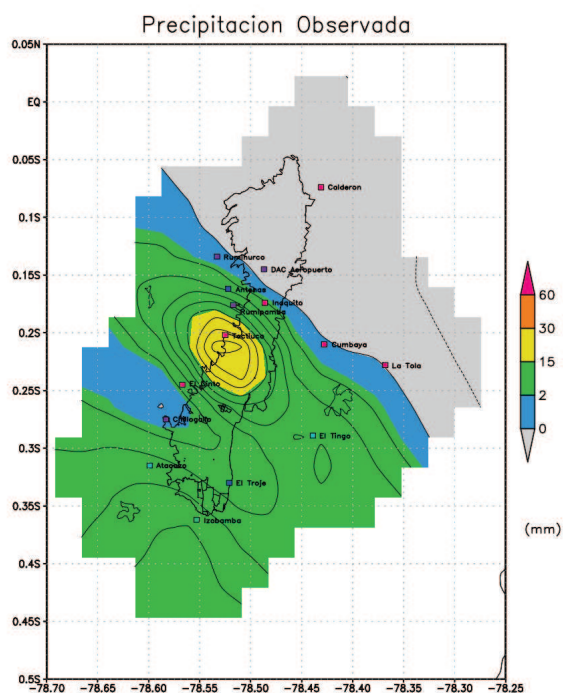 Precipitacion Observada
0.05N
EQ
0.05S
0.1S
0.15S
0.2S
0.25S
0.3S
0.35S
0.4S
0.45S
0.5S
-78.70
-78.65
-78.60
-78.55
-78.50
-78.45
-78.40
-78.35
-78.30
-78.25
Calderon
Rumihurco
DAC Aeropuerto
Antenas
Inaquito
Rumipamba
Toctiuco
Cumbaya
La Tola
El Cinto
Chilogallo
El Tingo
Atacazo
El Troje
Izobamba
60
30
15
2
0
(mm)